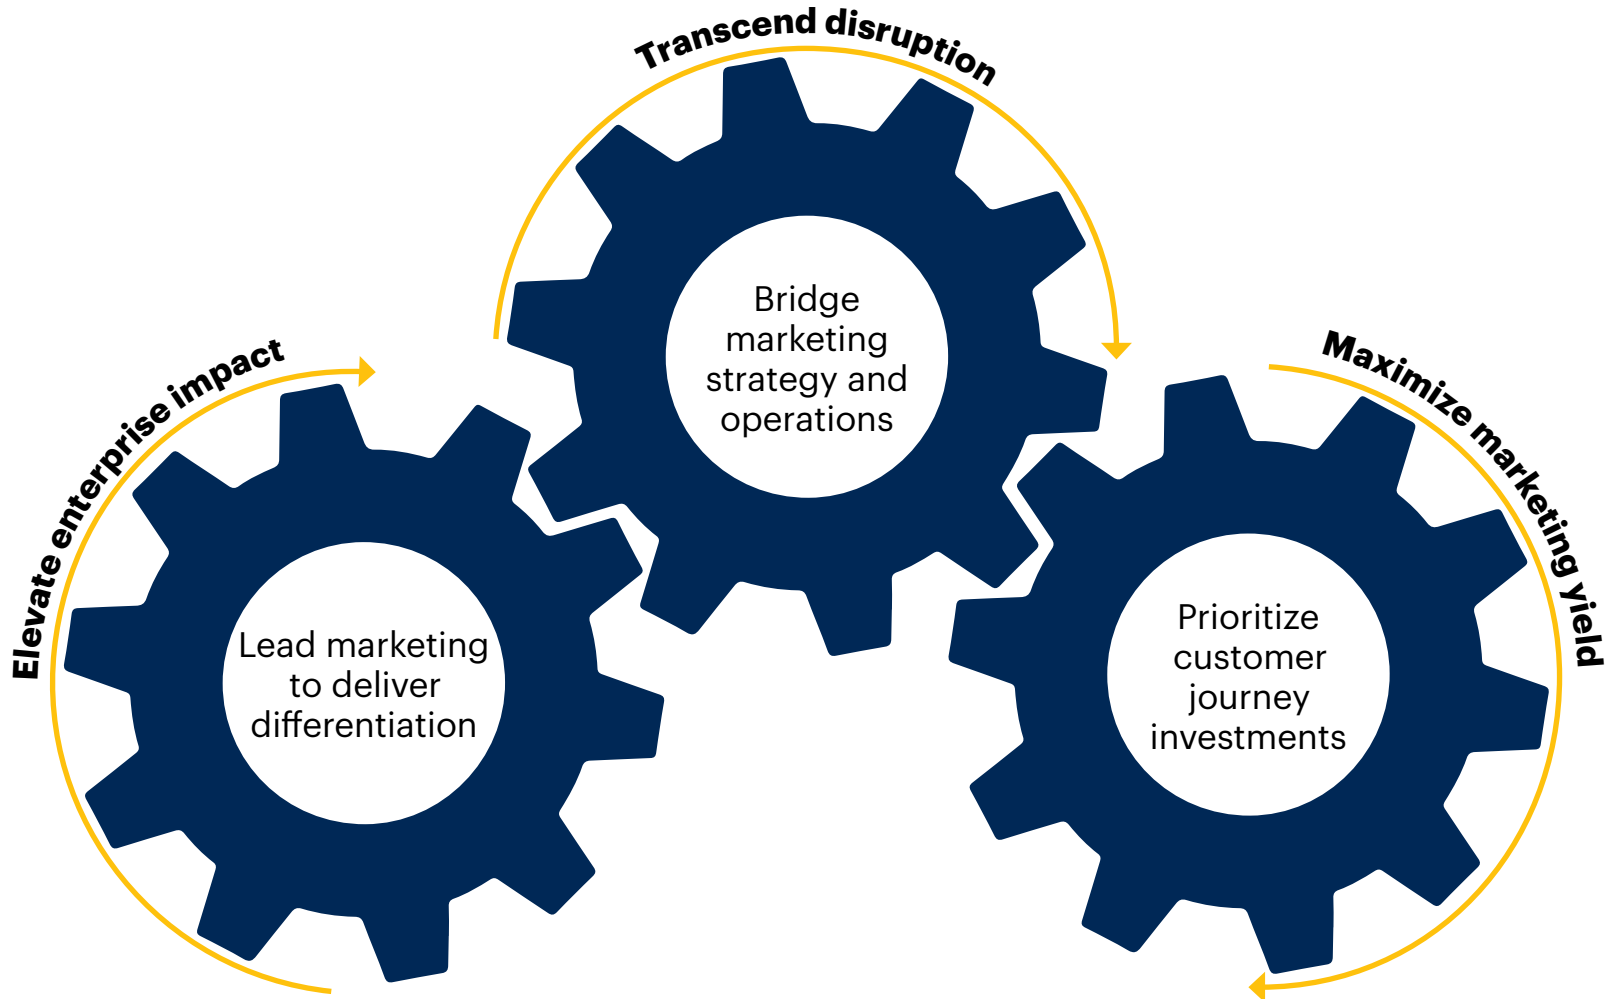 Transcend disruption
Bridge
marketing
strategy and
operations
Elevate enterprise impact
Lead marketing
to deliver
differentiation
Maximize marketing yield
Prioritize
customer
journey
investments